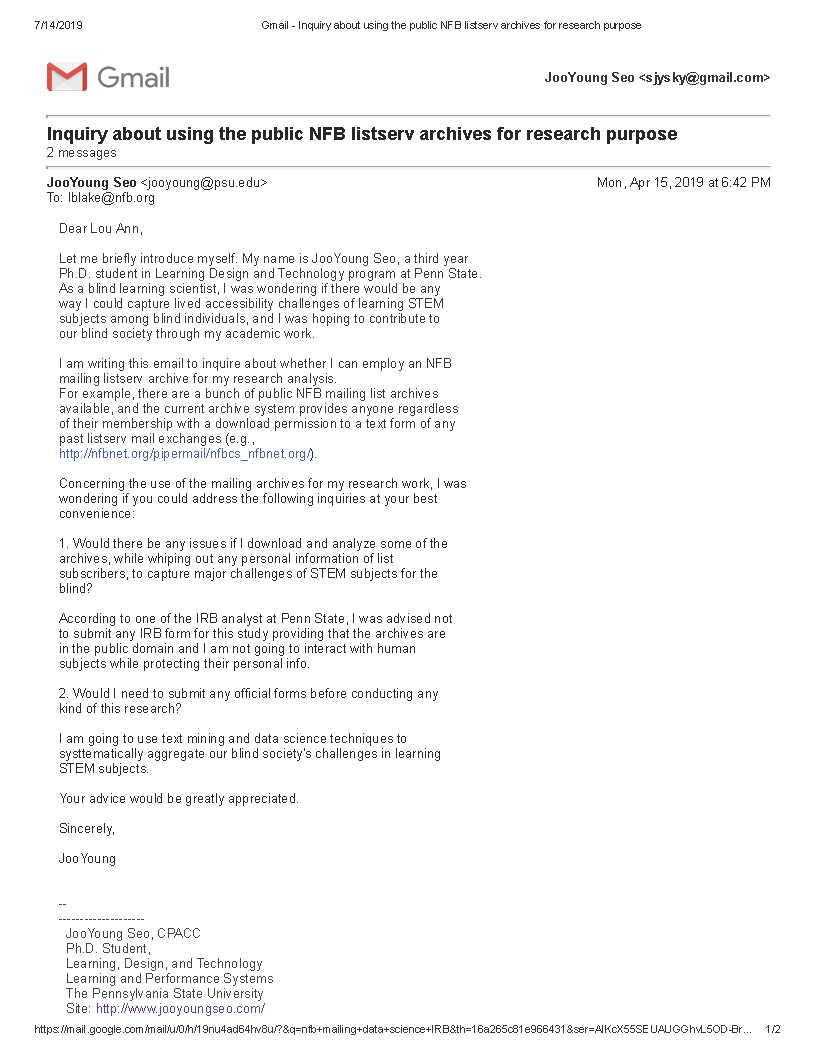 7/14/2019 Gmail - Inquiry about using the public NFB listserv archives for research purpose
Gmail JooYoung Seo <sjysky@gmail.com>
Inquiry about using the public NFB listserv archives for research purpose
2 messages
JooYoung Seo <jooyoung@psu.edu> Mon, Apr 15, 2019 at 6:42 PM
To: lblake@nfb.org
Dear Lou Ann,
Let me briefly introduce myself. My name is JooYoung Seo, a third year
Ph.D. student in Learning Design and Technology program at Penn State.
As a blind learning scientist, I was wondering if there would be any
way I could capture lived accessibility challenges of learning STEM
subjects among blind individuals, and I was hoping to contribute to
our blind society through my academic work.
I am writing this email to inquire about whether I can employ an NFB
mailing listserv archive for my research analysis.
For example, there are a bunch of public NFB mailing list archives
available, and the current archive system provides anyone regardless
of their membership with a download permission to a text form of any
past listserv mail exchanges (e.g.,
http://nfbnet.org/pipermail/nfbcs_nfbnet.org/).
Concerning the use of the mailing archives for my research work, I was
wondering if you could address the following inquiries at your best
convenience:
1. Would there be any issues if I download and analyze some of the
archives, while whiping out any personal information of list
subscribers, to capture major challenges of STEM subjects for the
blind?
According to one of the IRB analyst at Penn State, I was advised not
to submit any IRB form for this study providing that the archives are
in the public domain and I am not going to interact with human
subjects while protecting their personal info.
2. Would I need to submit any official forms before conducting any
kind of this research?
I am going to use text mining and data science techniques to
systtematically aggregate our blind society's challenges in learning
STEM subjects.
Your advice would be greatly appreciated.
Sincerely,
JooYoung
--
--------------------
JooYoung Seo, CPACC
Ph.D. Student,
Learning, Design, and Technology
Learning and Performance Systems
The Pennsylvania State University
Site: http://www.jooyoungseo.com/
https://mail.google.com/mail/u/0/h/19nu4ad64hv8u/?&q=nfb+mailing+data+science+IRB&th=16a265c81e966431&ser=AIKcX55SEUAUGGhvL5OD-Br... 1/2